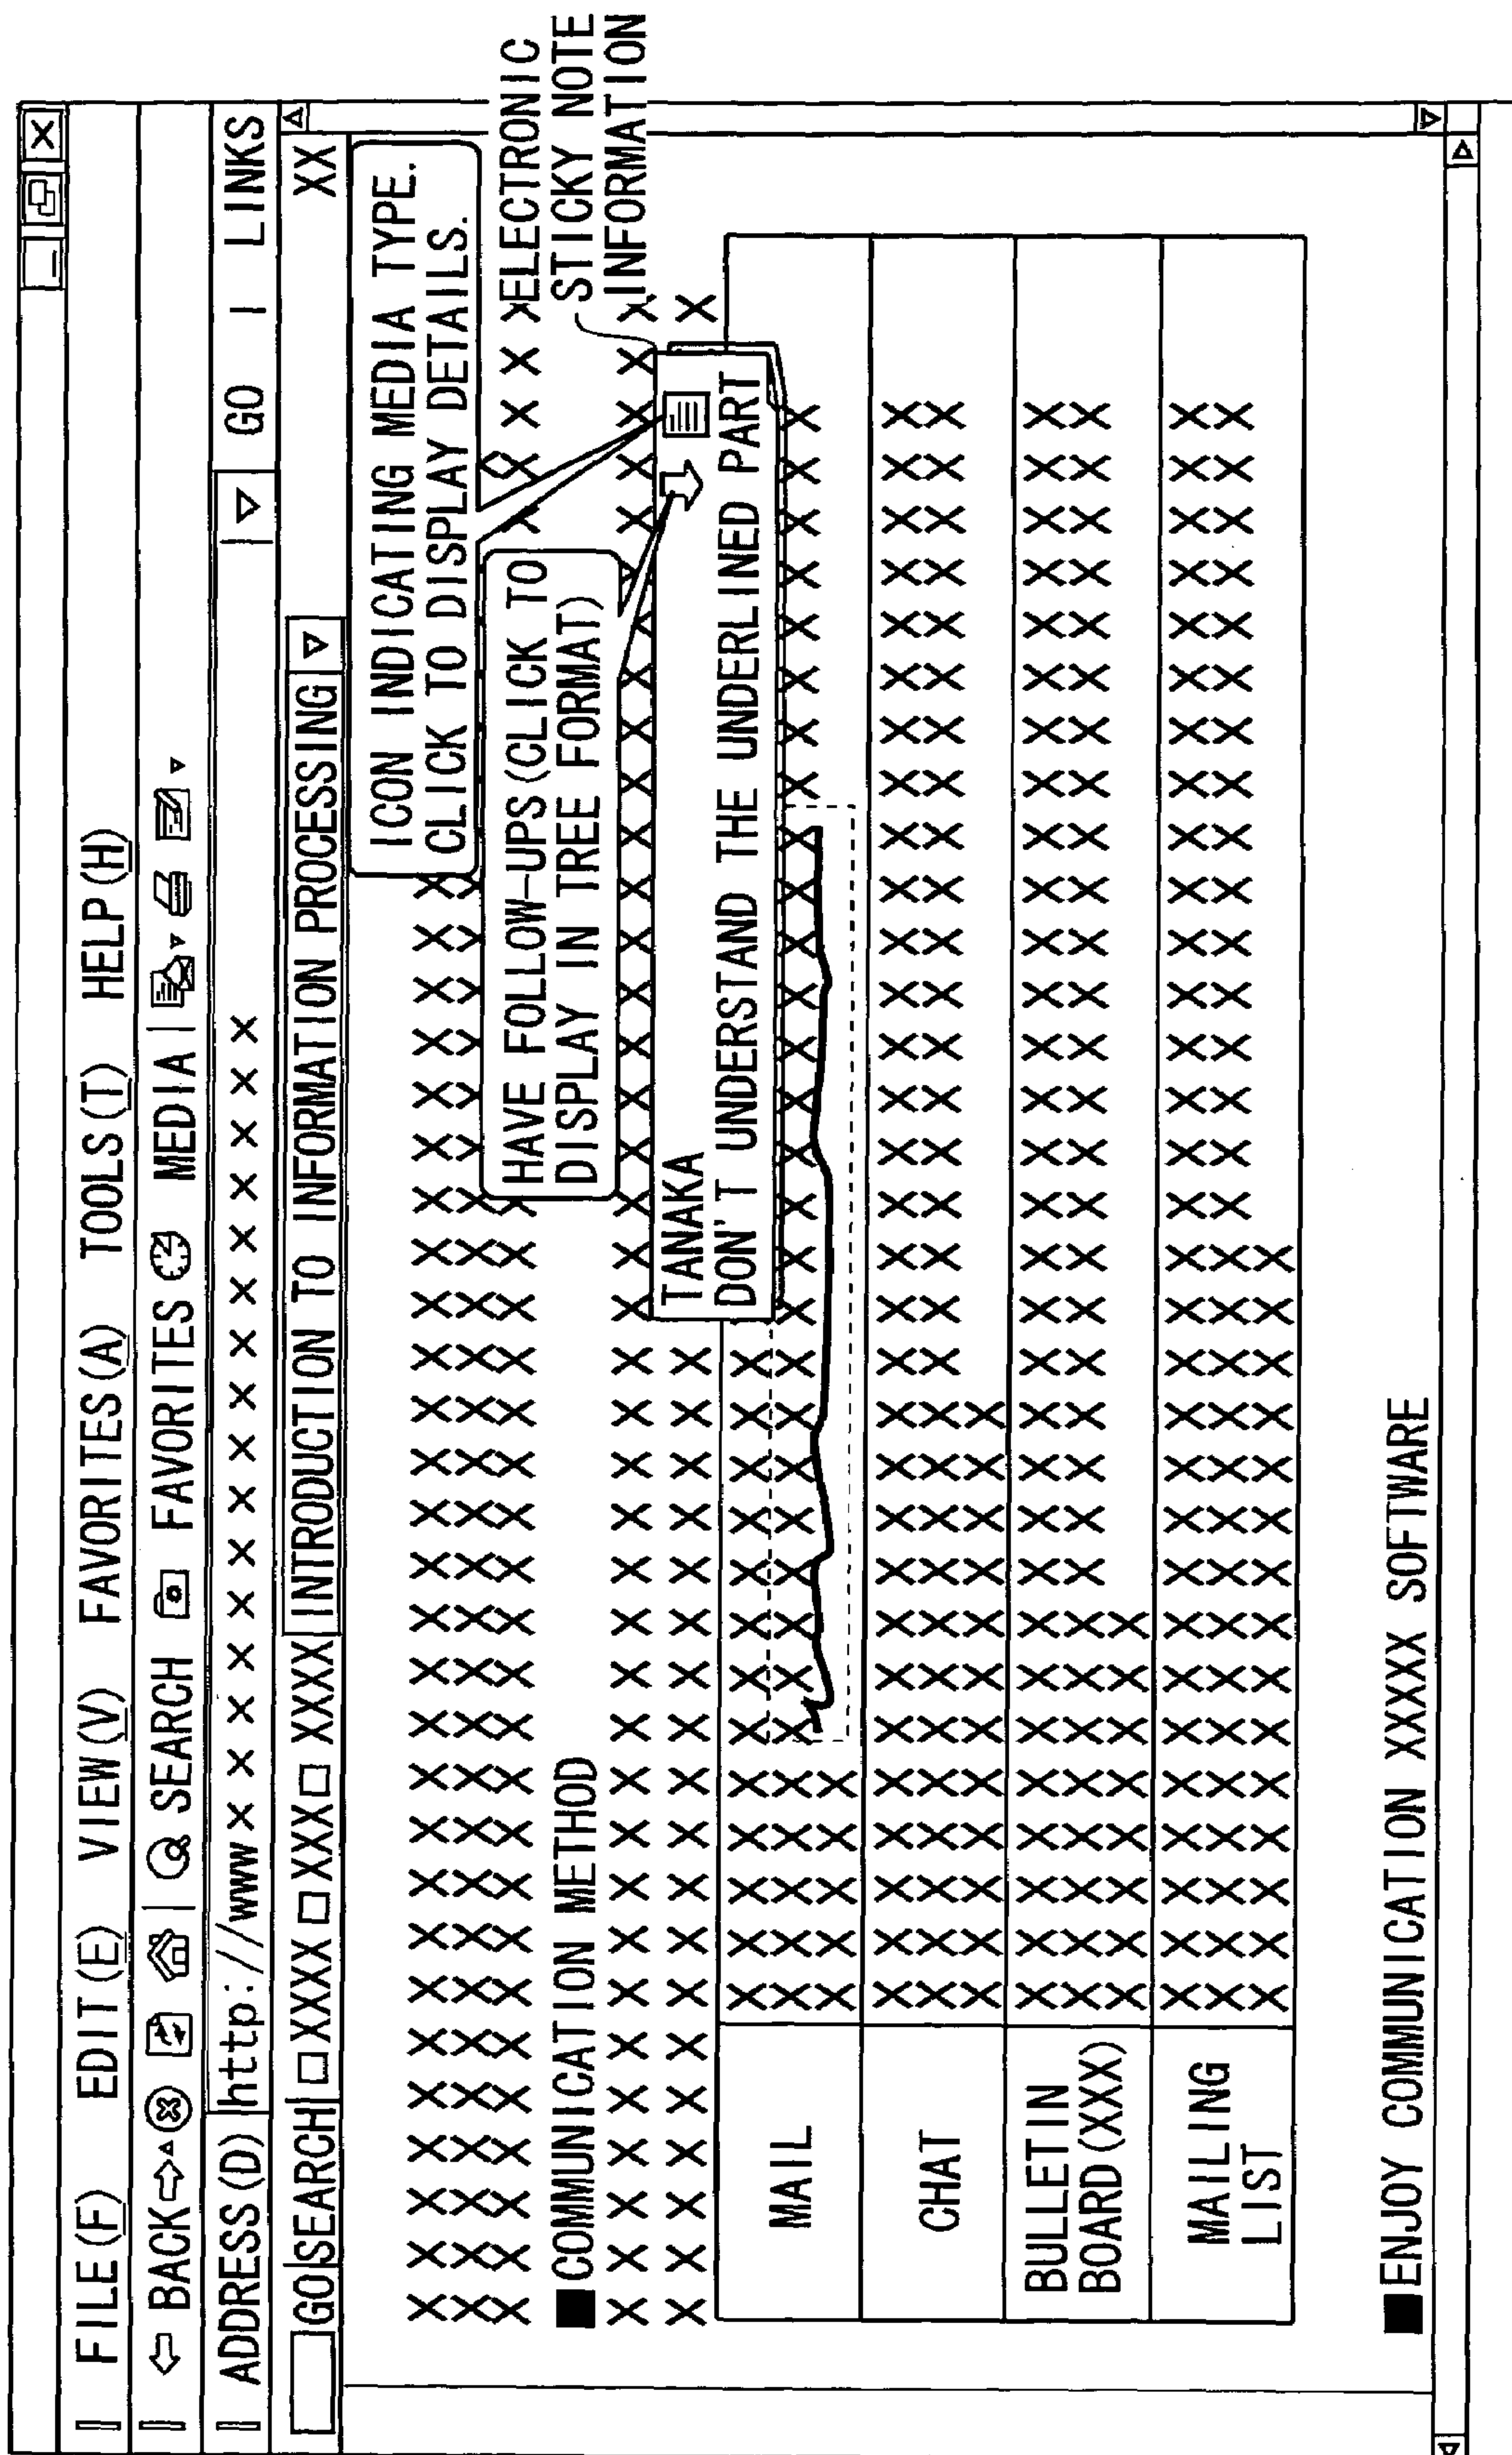 FILE(F) EDIT(E) VIEW(V) FAVORITES(A) TOOLS(T) HELP(H)
BACK SEARCH FAVORITES MEDIA
ADDRESS(D) http://www X X X X X X X X X X X X X X X X GO | LINKS
GO SEARCH XXXX XXX XXXX INTRODUCTION TO INFORMATION PROCESSING XX
ICON INDICATING MEDIA TYPE.
CLICK TO DISPLAY DETAILS.
X X X X X X X X X X X X X X X X X X X X X X X X X X X X
X X X X X X X X X X X X X X X X X X X X X X X X X X X X
X X X X X X X X X X X X X X X X X X X X X X X X X X X
ELECTRONIC
STICKY NOTE
INFORMATION
HAVE FOLLOW-UPS(CLICK TO
DISPLAY IN TREE FORMAT)
■COMMUNICATION METHOD
X X X X X X X X X X X X X X X X X X X X X X X X X X X X X X X X X X X X X X X
X X X X X X X X X X X X X X X X X X X X
TANAKA
DON'T UNDERSTAND THE UNDERLINED PART
MAIL
X X X X X X X X X X X X X
X X X X X X X X X X X X X X X X X X X X X X X X X X X X X X X
X X X X X
CHAT
X X X X X X X X X X X X X X X X X X X X X X X X X X X X X X X
X X X X X X X X X X X X X X X X X X X X X X X X X X X X X X X
X X X X X X X X X X X X
BULLETIN
BOARD(XXX)
X X X X X X X X X X X X X X X X X X X X X X X X X X X X X X X
X X X X X X X X X X X X X X X X X X X X X X X X X X X X X X X
X X X X X X X X
MAILING
LIST
X X X X X X X X X X X X X X X X X X X X X X X X X X X X X X X
X X X X X X X X X X X X X X X X X X X X X X X X X X X X X X X
X X X X X X X X X X X X X X X
■ENJOY COMMUNICATION XXXXX SOFTWARE